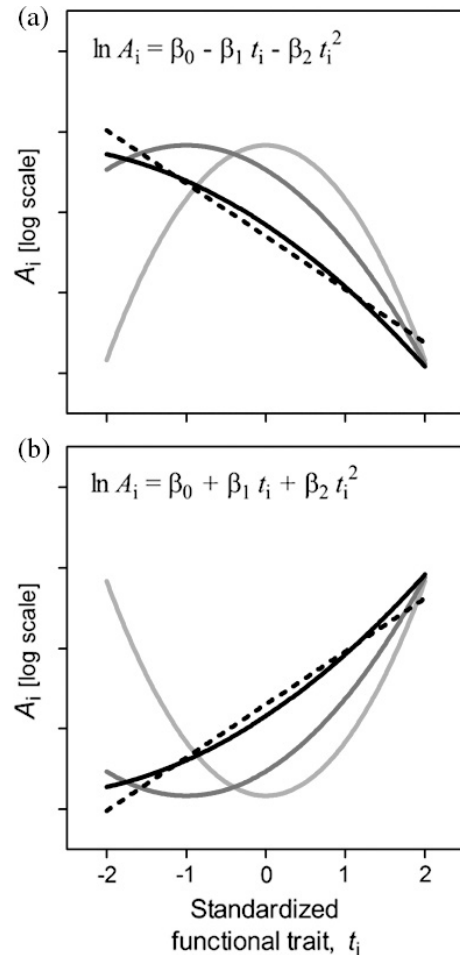 (a)
ln Aᵢ = β₀ - β₁ tᵢ - β₂ tᵢ²
Aᵢ [log scale]
(b)
ln Aᵢ = β₀ + β₁ tᵢ + β₂ tᵢ²
Aᵢ [log scale]
-2 -1 0 1 2
Standardized
functional trait, tᵢ